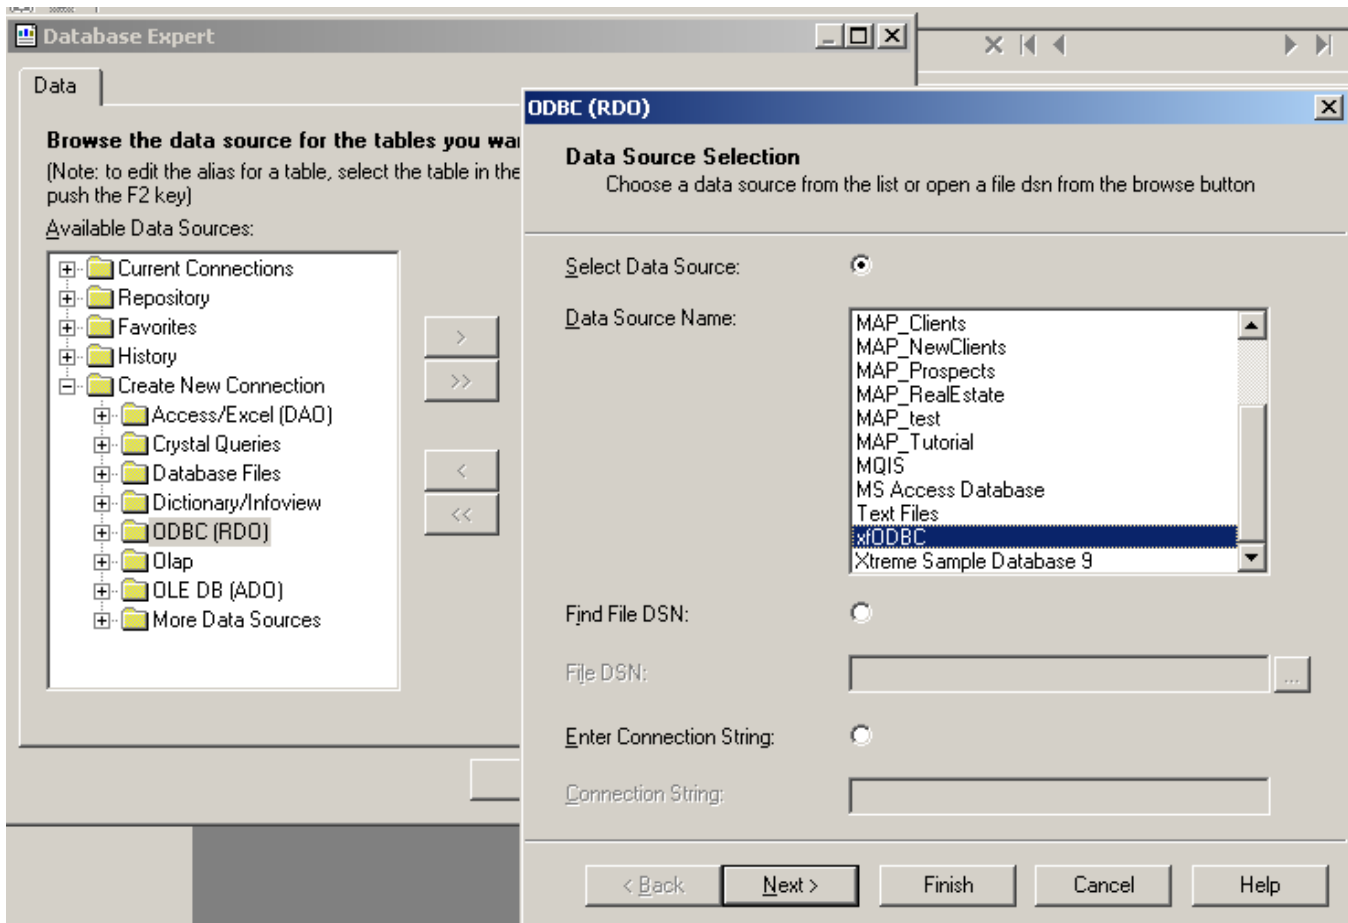 Database Expert
Data
Browse the data source for the tables you wa
(Note: to edit the alias for a table, select the table in the
push the F2 key)
Available Data Sources:
Current Connections
Repository
Favorites
History
Create New Connection
Access/Excel (DAO)
Crystal Queries
Database Files
Dictionary/Infoview
ODBC (RDO)
Olap
OLE DB (ADO)
More Data Sources
>
>>
<
<<
ODBC (RDO)
Data Source Selection
Choose a data source from the list or open a file dsn from the browse button
Select Data Source:
Data Source Name:
MAP_Clients
MAP_NewClients
MAP_Prospects
MAP_RealEstate
MAP_test
MAP_Tutorial
MQIS
MS Access Database
Text Files
xfODBC
Xtreme Sample Database 9
Find File DSN:
File DSN:
...
Enter Connection String:
Connection String:
< Back
Next >
Finish
Cancel
Help